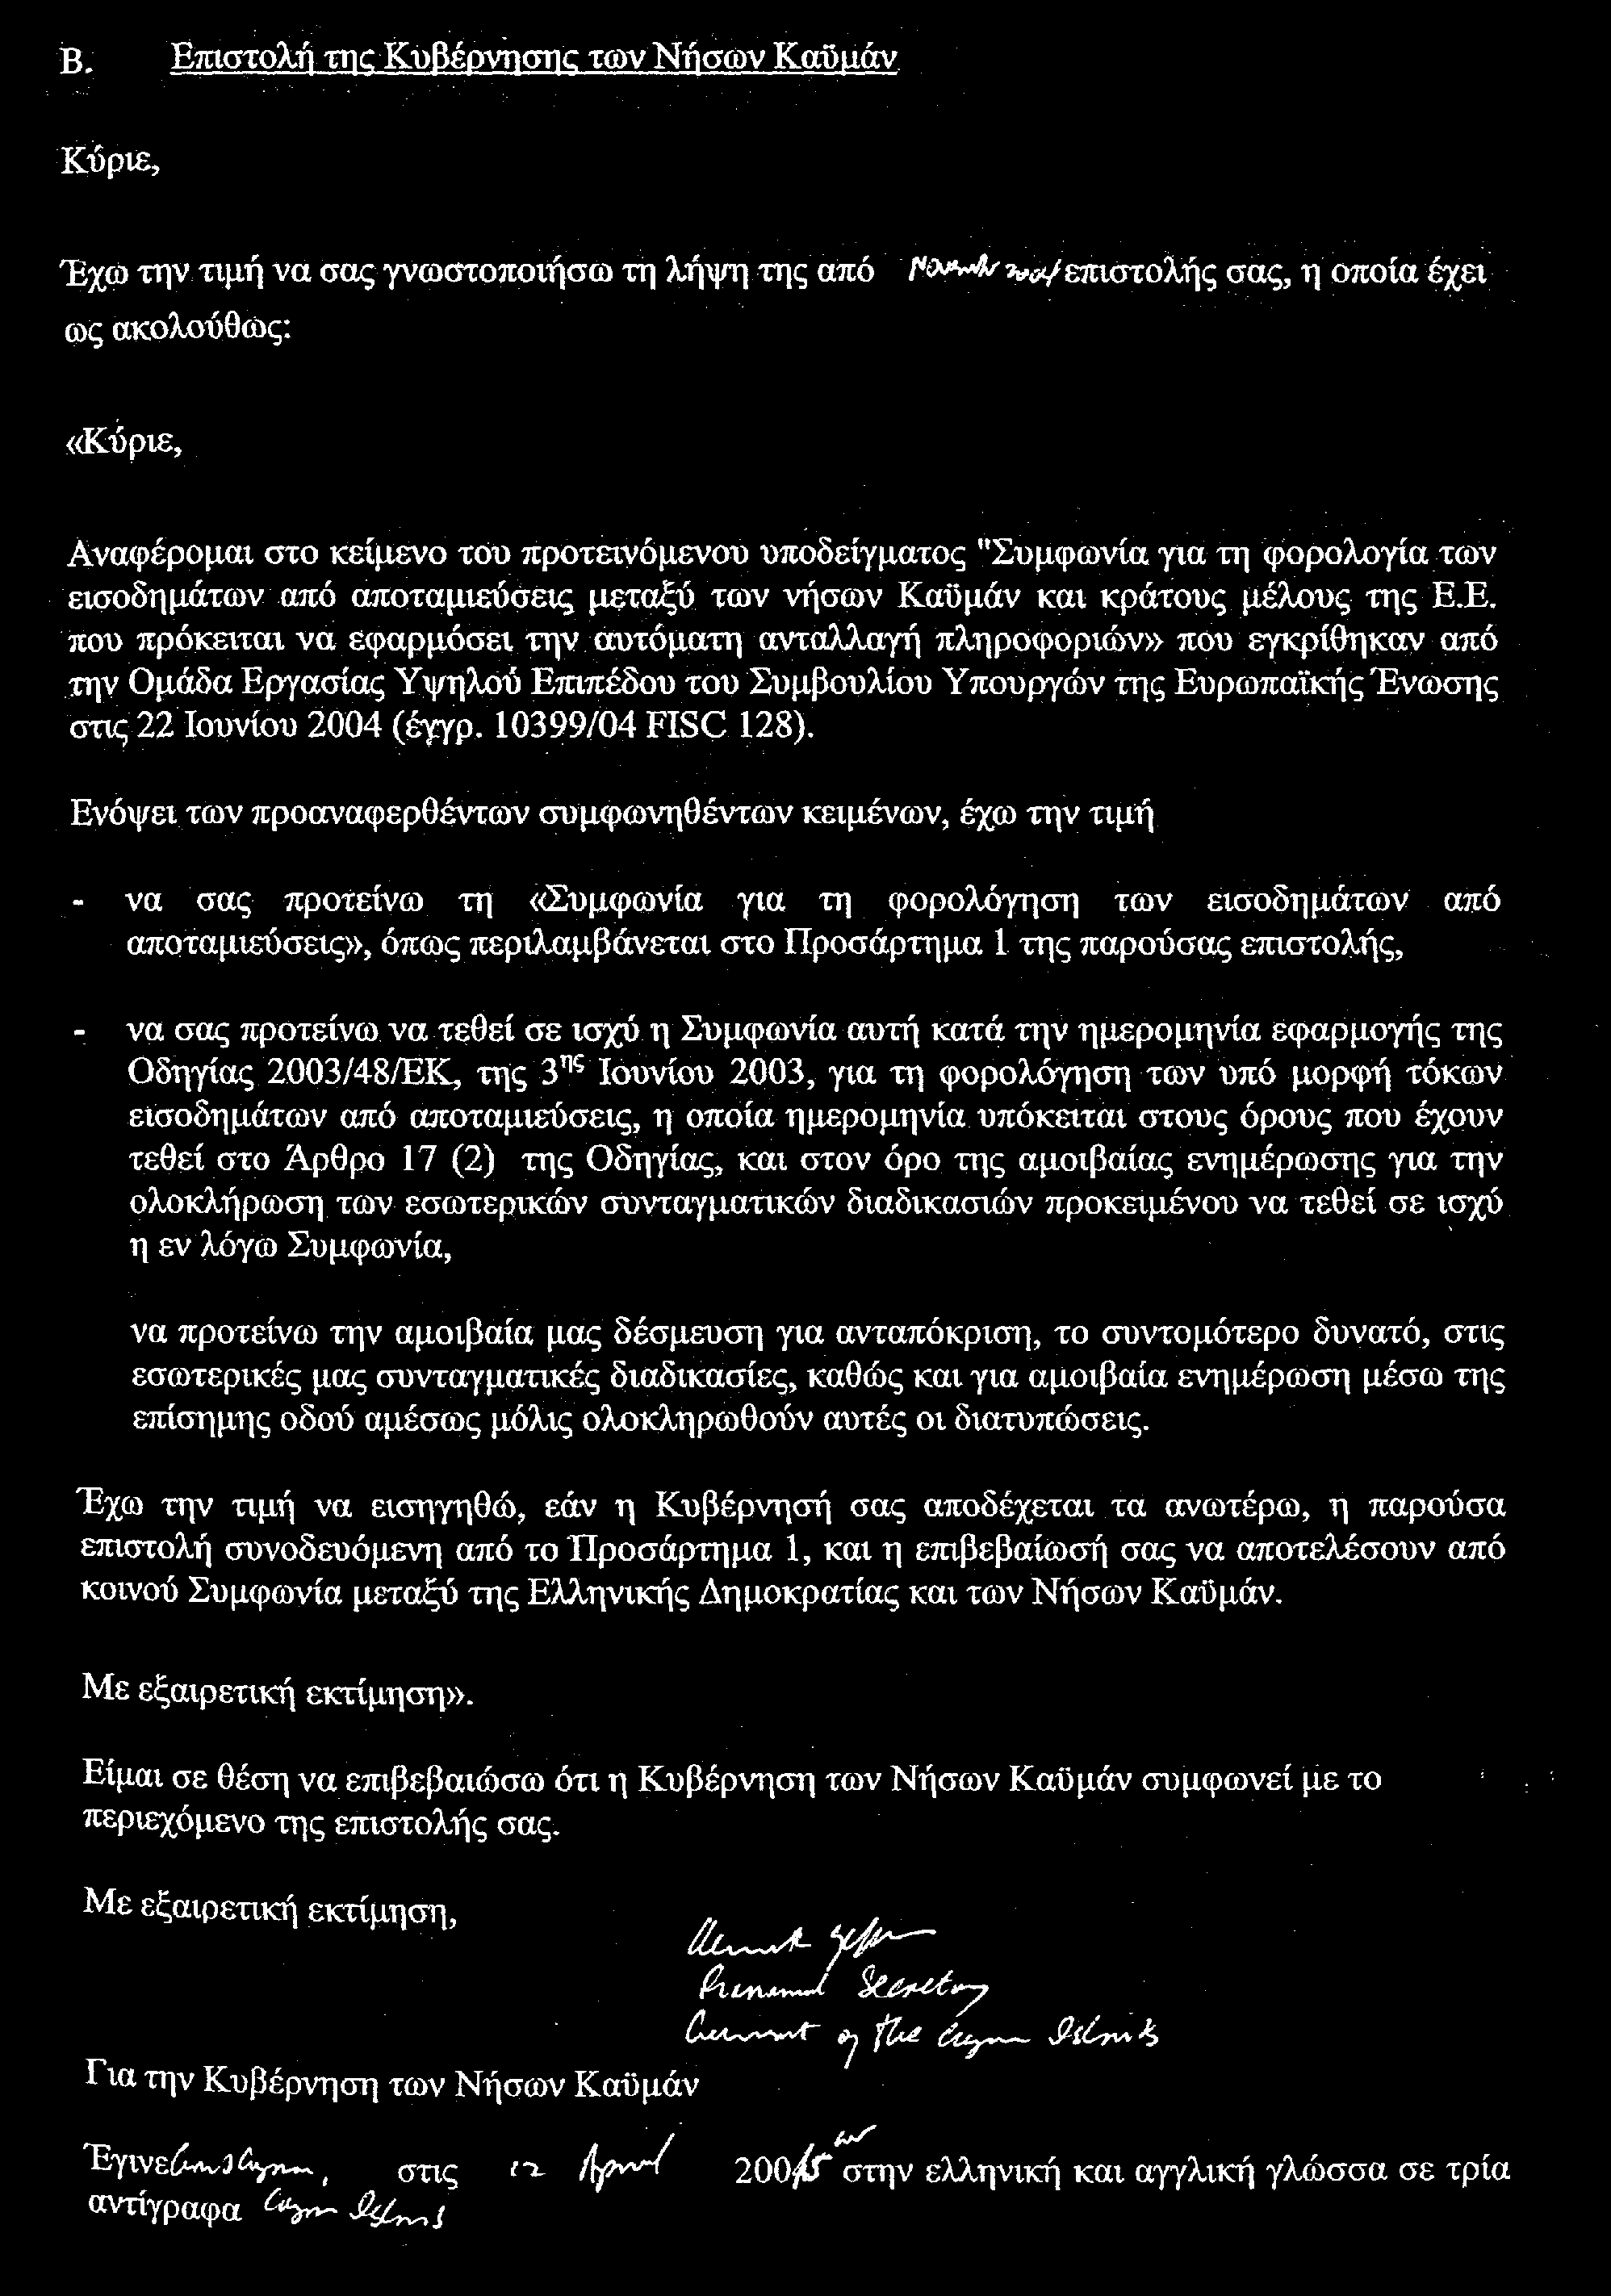 Β. Επιστολή της Κυβέρνησης των Νήσων Καϋμάν
Κύριε,
Έχω την τιμή να σας γνωστοποιήσω τη λήψη της από επιστολής σας, η οποία έχει
ως ακολούθως:
«Κύριε,
Αναφέρομαι στο κείμενο του προτεινόμενου υποδείγματος "Συμφωνία για τη φορολογία των
εισοδημάτων από αποταμιεύσεις μεταξύ των νήσων Καϋμάν και κράτους μέλους της Ε.Ε.
που πρόκειται να εφαρμόσει την αυτόματη ανταλλαγή πληροφοριών» που εγκρίθηκαν από
την Ομάδα Εργασίας Υψηλού Επιπέδου του Συμβουλίου Υπουργών της Ευρωπαϊκής Ένωσης
στις 22 Ιουνίου 2004 (έγγρ. 10399/04 FISC 128).
Ενόψει των προαναφερθέντων συμφωνηθέντων κειμένων, έχω την τιμή
- να σας προτείνω τη «Συμφωνία για τη φορολόγηση των εισοδημάτων από
αποταμιεύσεις», όπως περιλαμβάνεται στο Προσάρτημα 1 της παρούσας επιστολής,
- να σας προτείνω να τεθεί σε ισχύ η Συμφωνία αυτή κατά την ημερομηνία εφαρμογής της
Οδηγίας 2003/48/ΕΚ, της 3ης Ιουνίου 2003, για τη φορολόγηση των υπό μορφή τόκων
εισοδημάτων από αποταμιεύσεις, η οποία ημερομηνία υπόκειται στους όρους που έχουν
τεθεί στο Άρθρο 17 (2) της Οδηγίας, και στον όρο της αμοιβαίας ενημέρωσης για την
ολοκλήρωση των εσωτερικών συνταγματικών διαδικασιών προκειμένου να τεθεί σε ισχύ
η εν λόγω Συμφωνία,
να προτείνω την αμοιβαία μας δέσμευση για ανταπόκριση, το συντομότερο δυνατό, στις
εσωτερικές μας συνταγματικές διαδικασίες, καθώς και για αμοιβαία ενημέρωση μέσω της
επίσημης οδού αμέσως μόλις ολοκληρωθούν αυτές οι διατυπώσεις.
Έχω την τιμή να εισηγηθώ, εάν η Κυβέρνησή σας αποδέχεται τα ανωτέρω, η παρούσα
επιστολή συνοδευόμενη από το Προσάρτημα 1, και η επιβεβαίωσή σας να αποτελέσουν από
κοινού Συμφωνία μεταξύ της Ελληνικής Δημοκρατίας και των Νήσων Καϋμάν.
Με εξαιρετική εκτίμηση».
Είμαι σε θέση να επιβεβαιώσω ότι η Κυβέρνηση των Νήσων Καϋμάν συμφωνεί με το
περιεχόμενο της επιστολής σας.
Με εξαιρετική εκτίμηση,
Secretary
of the Cayman Islands
Για την Κυβέρνηση των Νήσων Καϋμάν
Έγινε Grand Cayman, στις 12 April 2005 στην ελληνική και αγγλική γλώσσα σε τρία
αντίγραφα Cayman Islands